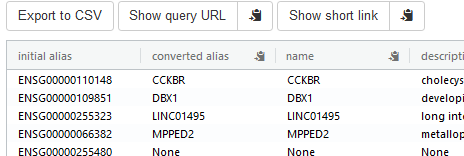 Export to CSV Show query URL Show short link
initial alias converted alias name descripti
ENSG00000110148 CCKBR CCKBR cholecys
ENSG00000109851 DBX1 DBX1 developi
ENSG00000255323 LINC01495 LINC01495 long inte
ENSG00000066382 MPPED2 MPPED2 metallop
ENSG00000255480 None None None